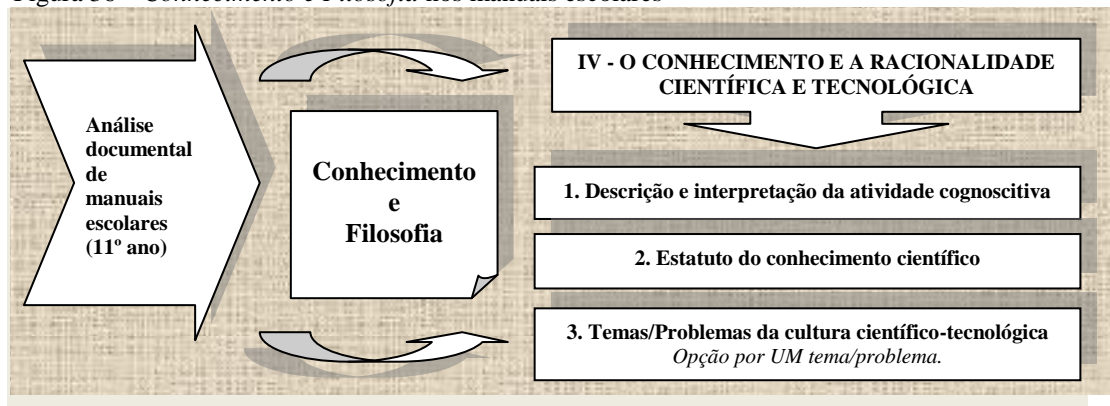 Figura 30 – Conhecimento e Filosofia nos manuais escolares
Análise
documental
de
manuais
escolares
(11º ano)
Conhecimento
e
Filosofia
IV - O CONHECIMENTO E A RACIONALIDADE
CIENTÍFICA E TECNOLÓGICA
1. Descrição e interpretação da atividade cognoscitiva
2. Estatuto do conhecimento científico
3. Temas/Problemas da cultura científico-tecnológica
Opção por UM tema/problema.